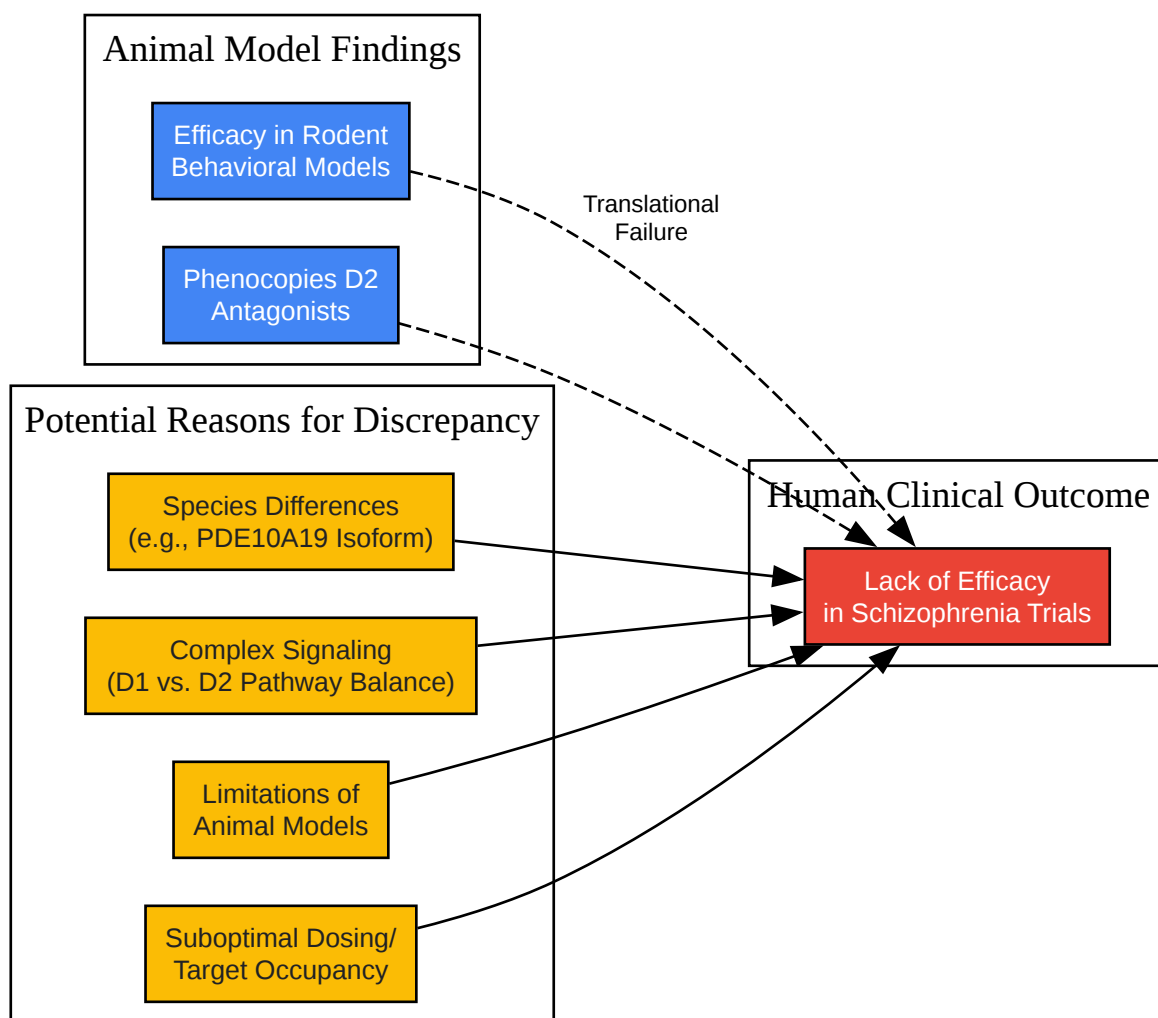 Animal Model Findings
Efficacy in Rodent
Behavioral Models
Phenocopies D2
Antagonists
Translational
Failure
Potential Reasons for Discrepancy
Species Differences
(e.g., PDE10A19 Isoform)
Complex Signaling
(D1 vs. D2 Pathway Balance)
Limitations of
Animal Models
Suboptimal Dosing/
Target Occupancy
Human Clinical Outcome
Lack of Efficacy
in Schizophrenia Trials